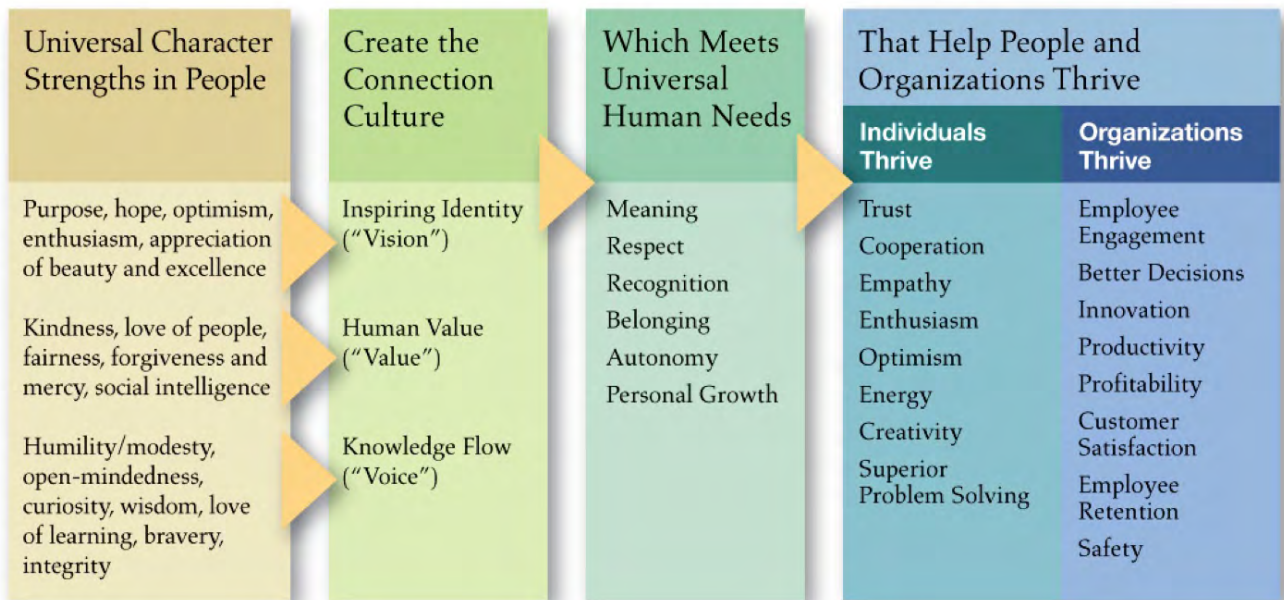 Universal Character
Strengths in People
Purpose, hope, optimism,
enthusiasm, appreciation
of beauty and excellence
Kindness, love of people,
fairness, forgiveness and
mercy, social intelligence
Humility/modesty,
open-mindedness,
curiosity, wisdom, love
of learning, bravery,
integrity
Create the
Connection
Culture
Inspiring Identity
(“Vision”)
Human Value
(“Value”)
Knowledge Flow
(“Voice”)
Which Meets
Universal
Human Needs
Meaning
Respect
Recognition
Belonging
Autonomy
Personal Growth
That Help People and
Organizations Thrive
Individuals
Thrive
Trust
Cooperation
Empathy
Enthusiasm
Optimism
Energy
Creativity
Superior
Problem Solving
Organizations
Thrive
Employee
Engagement
Better Decisions
Innovation
Productivity
Profitability
Customer
Satisfaction
Employee
Retention
Safety